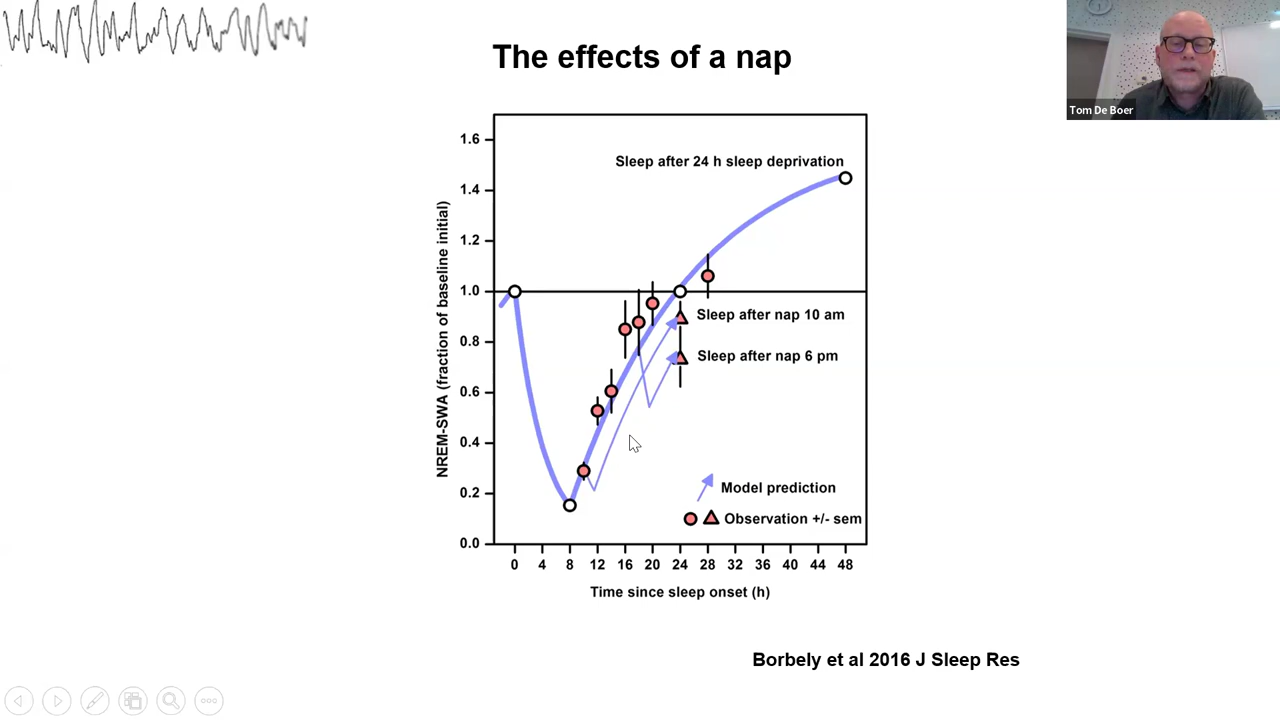 The effects of a nap
Tom De Boer
NREM-SWA (fraction of baseline initial)
1.6
1.4
1.2
1.0
0.8
0.6
0.4
0.2
0.0
Sleep after 24 h sleep deprivation
Sleep after nap 10 am
Sleep after nap 6 pm
Model prediction
Observation +/- sem
0 4 8 12 16 20 24 28 32 36 40 44 48
Time since sleep onset (h)
Borbely et al 2016 J Sleep Res